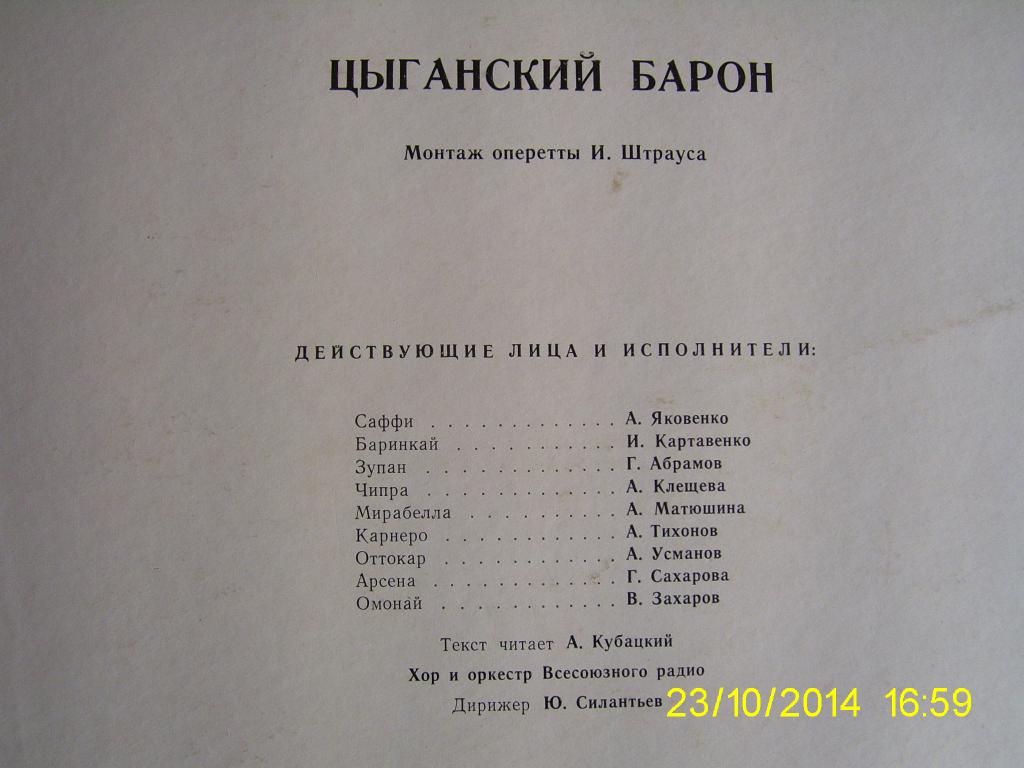 ЦЫГАНСКИЙ БАРОН
Монтаж оперетты И. Штрауса
ДЕЙСТВУЮЩИЕ ЛИЦА И ИСПОЛНИТЕЛИ:
Саффи . . . . . . . . . . . . . А. Яковенко
Баринкай . . . . . . . . . . . И. Картавенко
Зупан . . . . . . . . . . . . . Г. Абрамов
Чипра . . . . . . . . . . . . . А. Клещева
Мирабелла . . . . . . . . . . А. Матюшина
Карнеро . . . . . . . . . . . . А. Тихонов
Оттокар . . . . . . . . . . . . А. Усманов
Арсена . . . . . . . . . . . . Г. Сахарова
Омонай . . . . . . . . . . . . В. Захаров
Текст читает А. Кубацкий
Хор и оркестр Всесоюзного радио
Дирижер Ю. Силантьев
23/10/2014 16:59